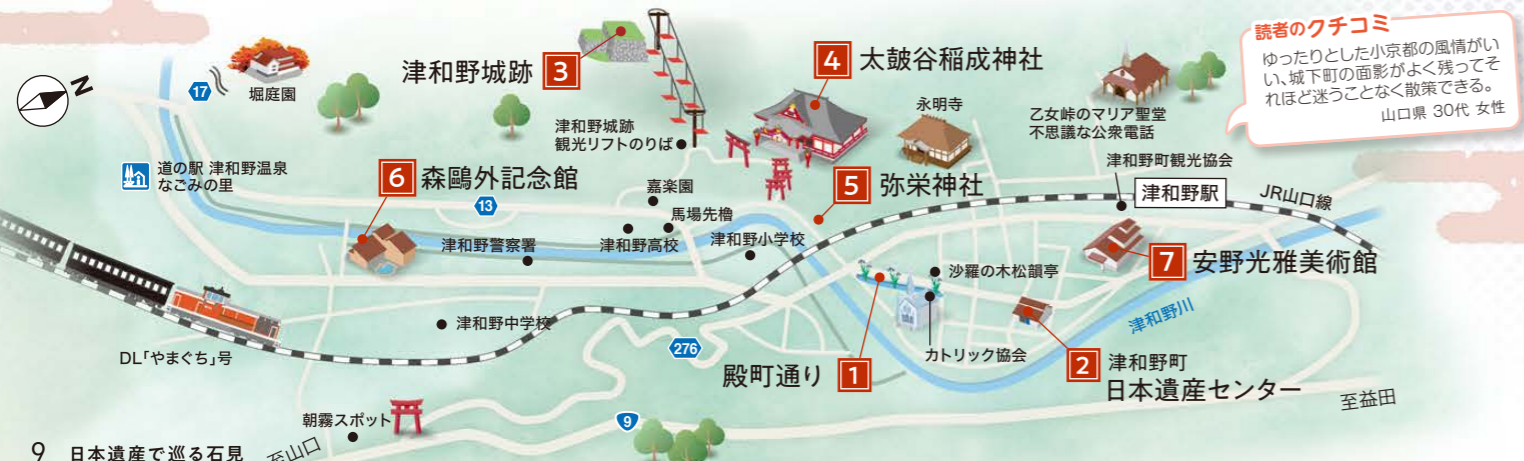 読者のクチコミ
ゆったりとした小京都の風情がい
い、城下町の面影がよく残ってそ
れほど迷うことなく散策できる。
山口県 30代 女性
N
17
堀庭園
津和野城跡
3
4
太皷谷稲成神社
永明寺
乙女峠のマリア聖堂
不思議な公衆電話
津和野城跡
観光リフトのりば
津和野町観光協会
道の駅 津和野温泉
なごみの里
6
森鷗外記念館
13
嘉楽園
馬場先櫓
5
弥栄神社
津和野駅
JR山口線
津和野警察署
津和野高校
津和野小学校
7
安野光雅美術館
沙羅の木松韻亭
津和野川
津和野中学校
DL「やまぐち」号
276
殿町通り
1
カトリック協会
2
津和野町
日本遺産センター
朝霧スポット
9
至益田
至山口
9 日本遺産で巡る石見